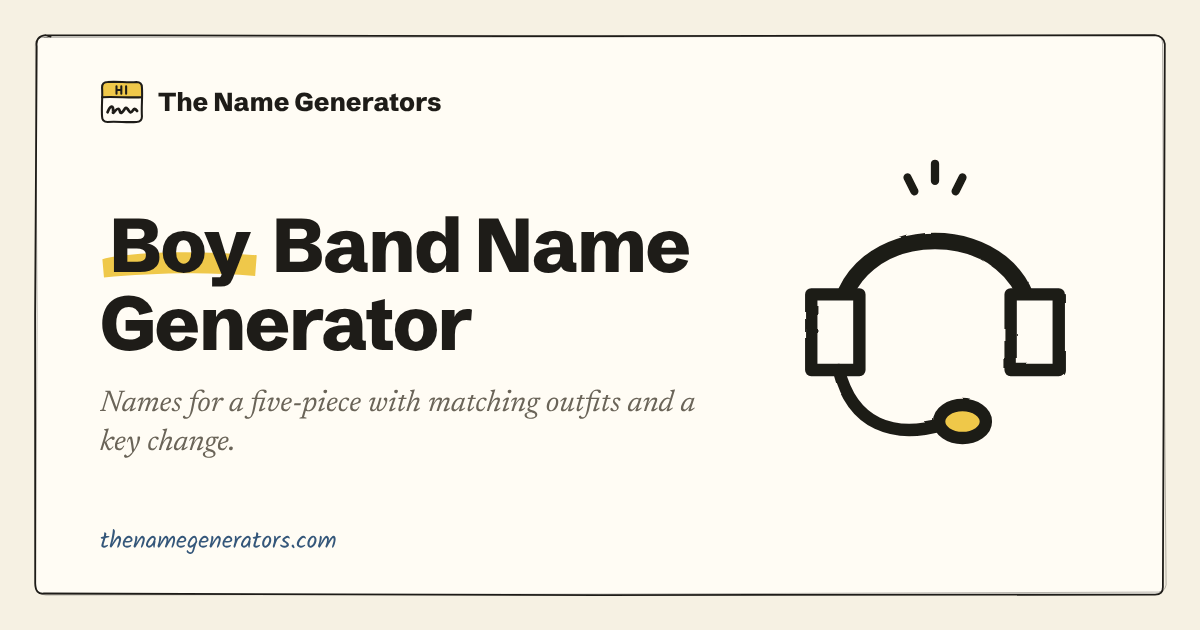 HI
The Name Generators
Boy Band Name
Generator
Names for a five-piece with matching outfits and a
key change.
thenamegenerators.com